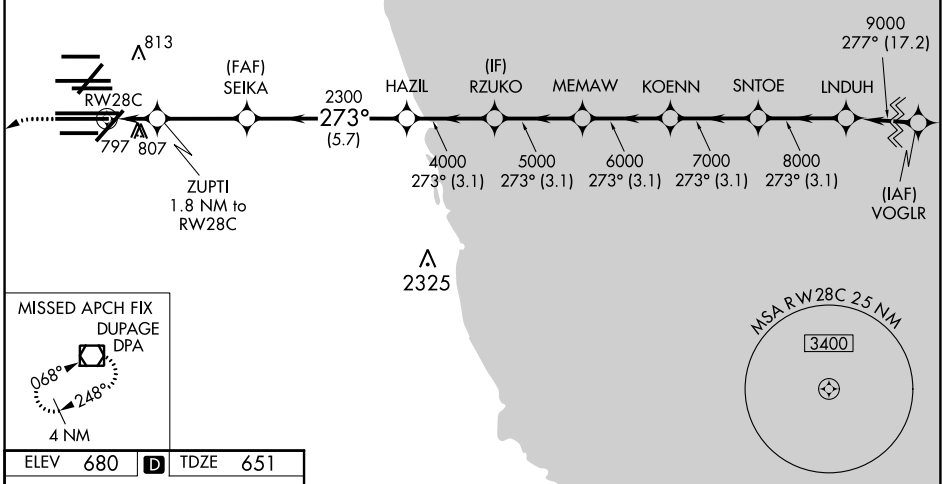 813
9000
277° (17.2)
(FAF)
SEIKA
HAZIL
(IF)
RZUKO
MEMAW
KOENN
SNTOE
LNDUH
RW28C
2300
273°
(5.7)
797
807
4000
273° (3.1)
5000
273° (3.1)
6000
273° (3.1)
7000
273° (3.1)
8000
273° (3.1)
ZUPTI
1.8 NM to
RW28C
(IAF)
VOGLR
2325
MISSED APCH FIX
DUPAGE
DPA
068°
248°
4 NM
MSA RW28C 25 NM
3400
ELEV 680 D TDZE 651